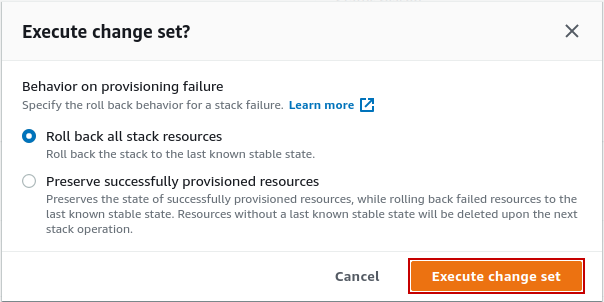 Execute change set?
Behavior on provisioning failure
Specify the roll back behavior for a stack failure. Learn more
Roll back all stack resources
Roll back the stack to the last known stable state.
Preserve successfully provisioned resources
Preserves the state of successfully provisioned resources, while rolling back failed resources to the
last known stable state. Resources without a last known stable state will be deleted upon the next
stack operation.
Cancel Execute change set